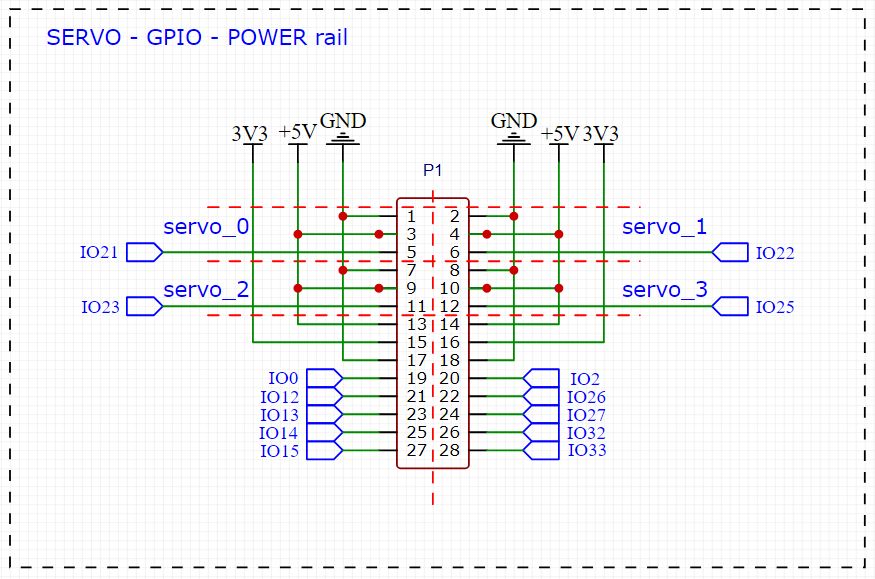 SERVO - GPIO - POWER rail
3V3 +5V GND GND +5V 3V3
P1
1 2
servo_0 servo_1
3 4
IO21 5 6 IO22
7 8
servo_2 9 10 servo_3
IO23 11 12 IO25
13 14
15 16
17 18
IO0 19 20 IO2
IO12 21 22 IO26
IO13 23 24 IO27
IO14 25 26 IO32
IO15 27 28 IO33